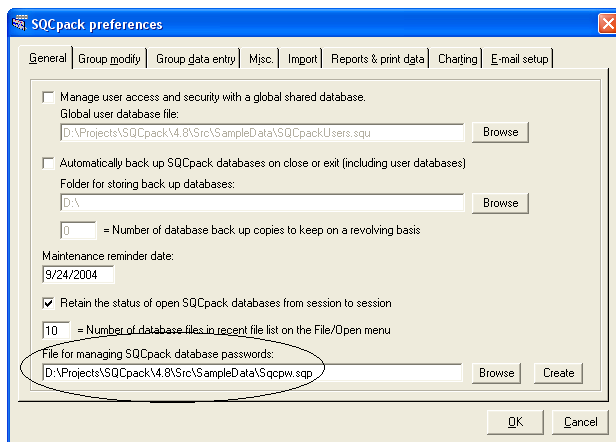 SQCpack preferences
General Group modify Group data entry Misc. Import Reports & print data Charting E-mail setup
Manage user access and security with a global shared database.
Global user database file:
D:\Projects\SQCpack\4.8\Src\SampleData\SQCpackUsers.squ Browse
Automatically back up SQCpack databases on close or exit (including user databases)
Folder for storing back up databases:
D:\ Browse
0 = Number of database back up copies to keep on a revolving basis
Maintenance reminder date:
9/24/2004
Retain the status of open SQCpack databases from session to session
10 = Number of database files in recent file list on the File/Open menu
File for managing SQCpack database passwords:
D:\Projects\SQCpack\4.8\Src\SampleData\Sqcpw.sqp Browse Create
OK Cancel